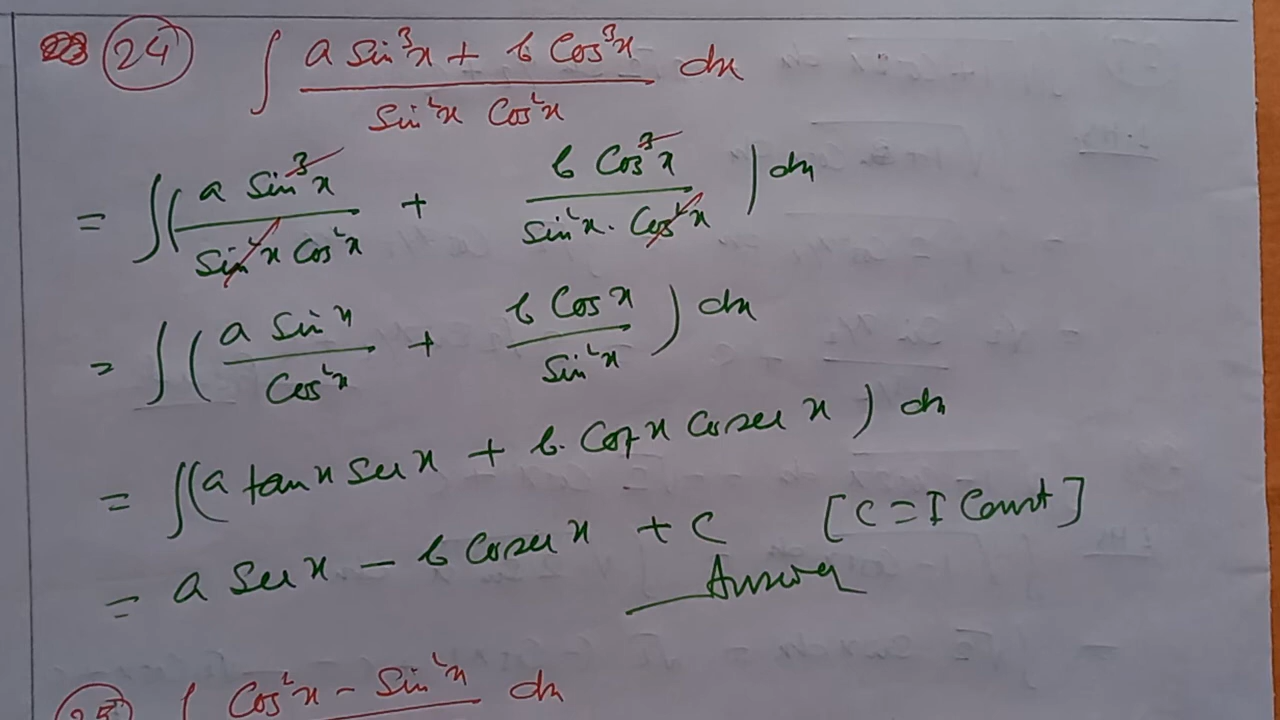 24 ∫ (a Sin³x + b Cos³x)/(Sin²x Cos²x) dx
= ∫(a Sin³x/(Sin²x Cos²x) + b Cos³x/(Sin²x · Cos²x)) dx
= ∫(a Sin x/Cos²x + b Cos x/Sin²x) dx
= ∫(a tan x Sec x + b. Cot x Cosec x) dx
= a Sec x − b Cosec x + C [C = I Const]
Answer
25 ∫ Cos²x − Sin²x dx